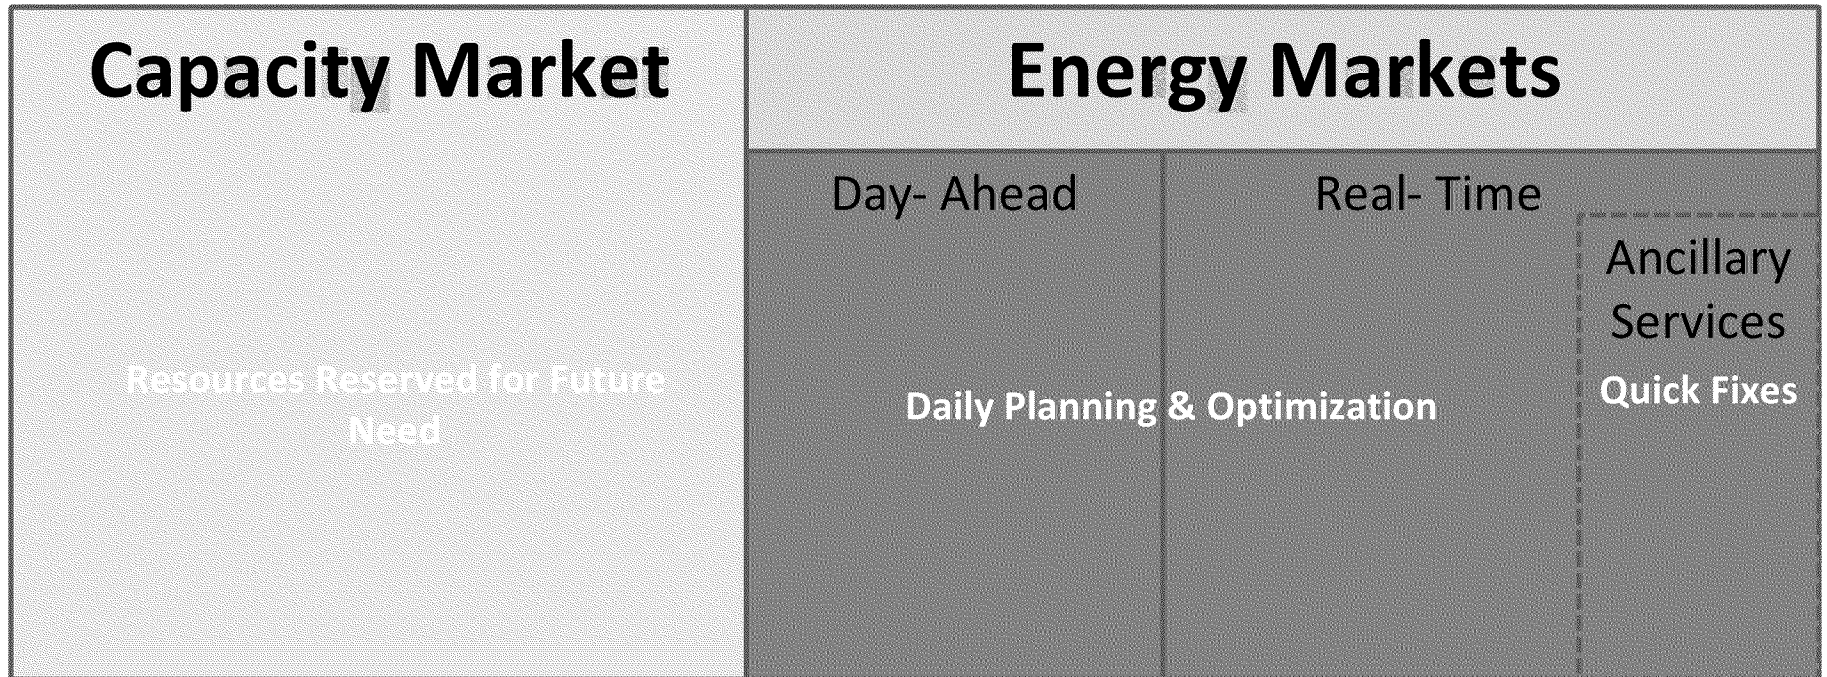 Capacity Market
Energy Markets
Day- Ahead
Real- Time
Ancillary
Services
Resources Reserved for Future
Need
Daily Planning & Optimization
Quick Fixes